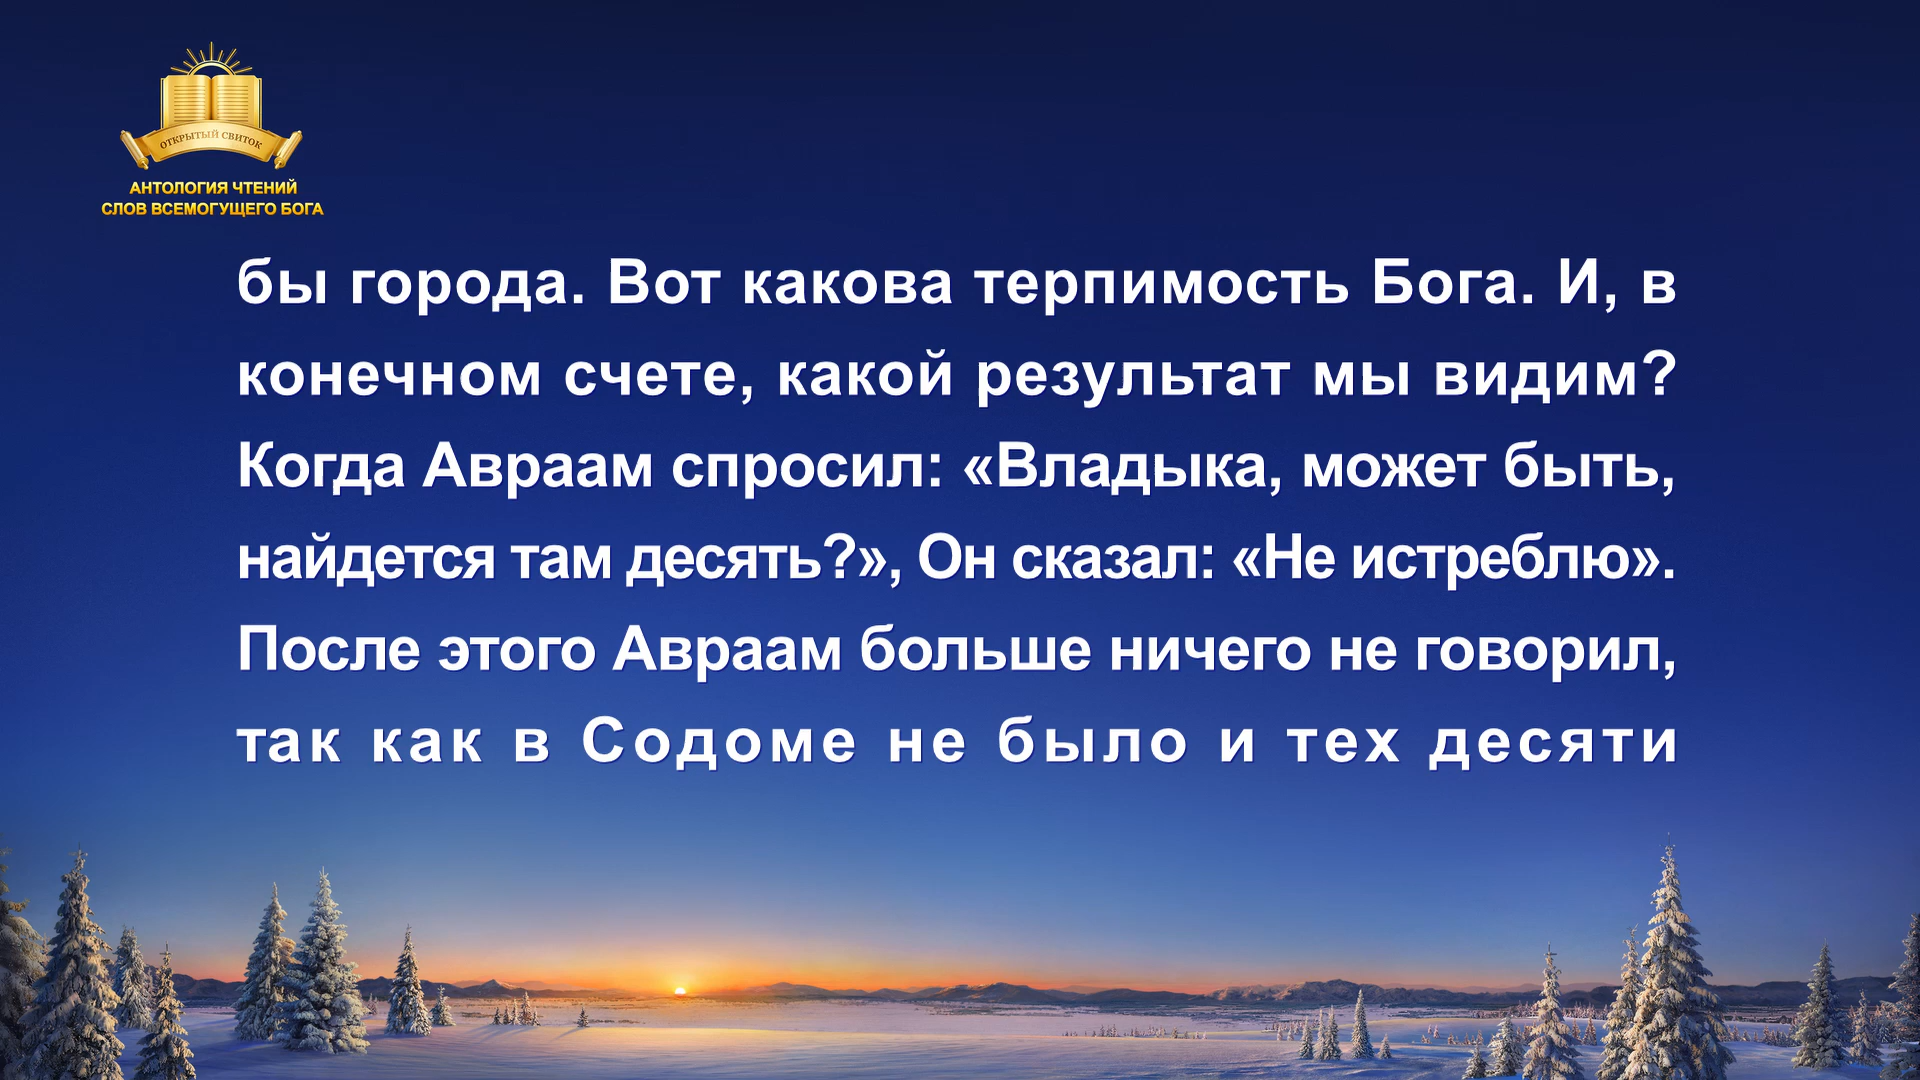 ОТКРЫТЫЙ СВИТОК
АНТОЛОГИЯ ЧТЕНИЙ
СЛОВ ВСЕМОГУЩЕГО БОГА
бы города. Вот какова терпимость Бога. И, в
конечном счете, какой результат мы видим?
Когда Авраам спросил: «Владыка, может быть,
найдется там десять?», Он сказал: «Не истреблю».
После этого Авраам больше ничего не говорил,
так как в Содоме не было и тех десяти